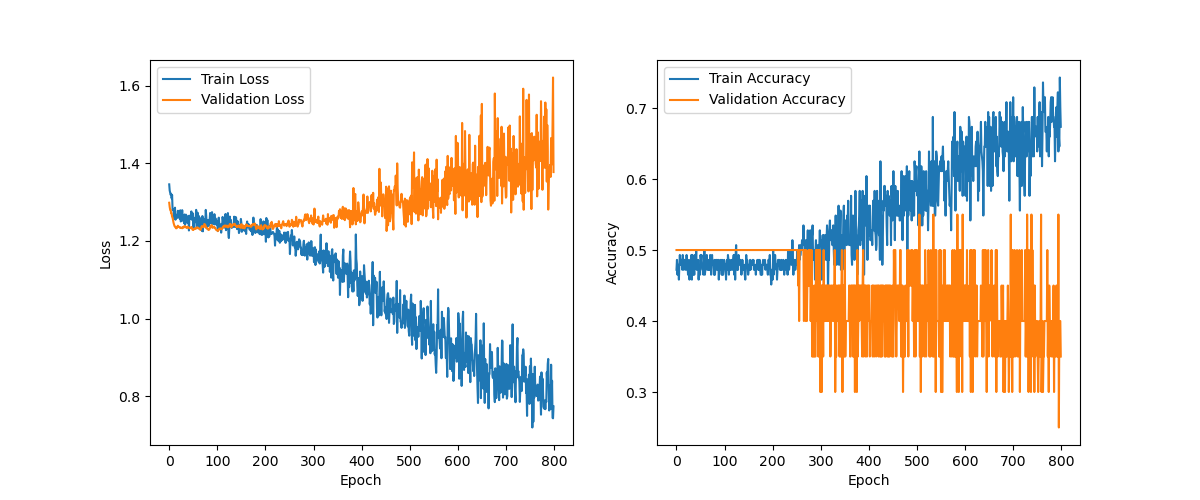 Train Loss
Validation Loss
1.6
1.4
1.2
1.0
0.8
Loss
0 100 200 300 400 500 600 700 800
Epoch
Train Accuracy
Validation Accuracy
0.7
0.6
0.5
0.4
0.3
Accuracy
0 100 200 300 400 500 600 700 800
Epoch